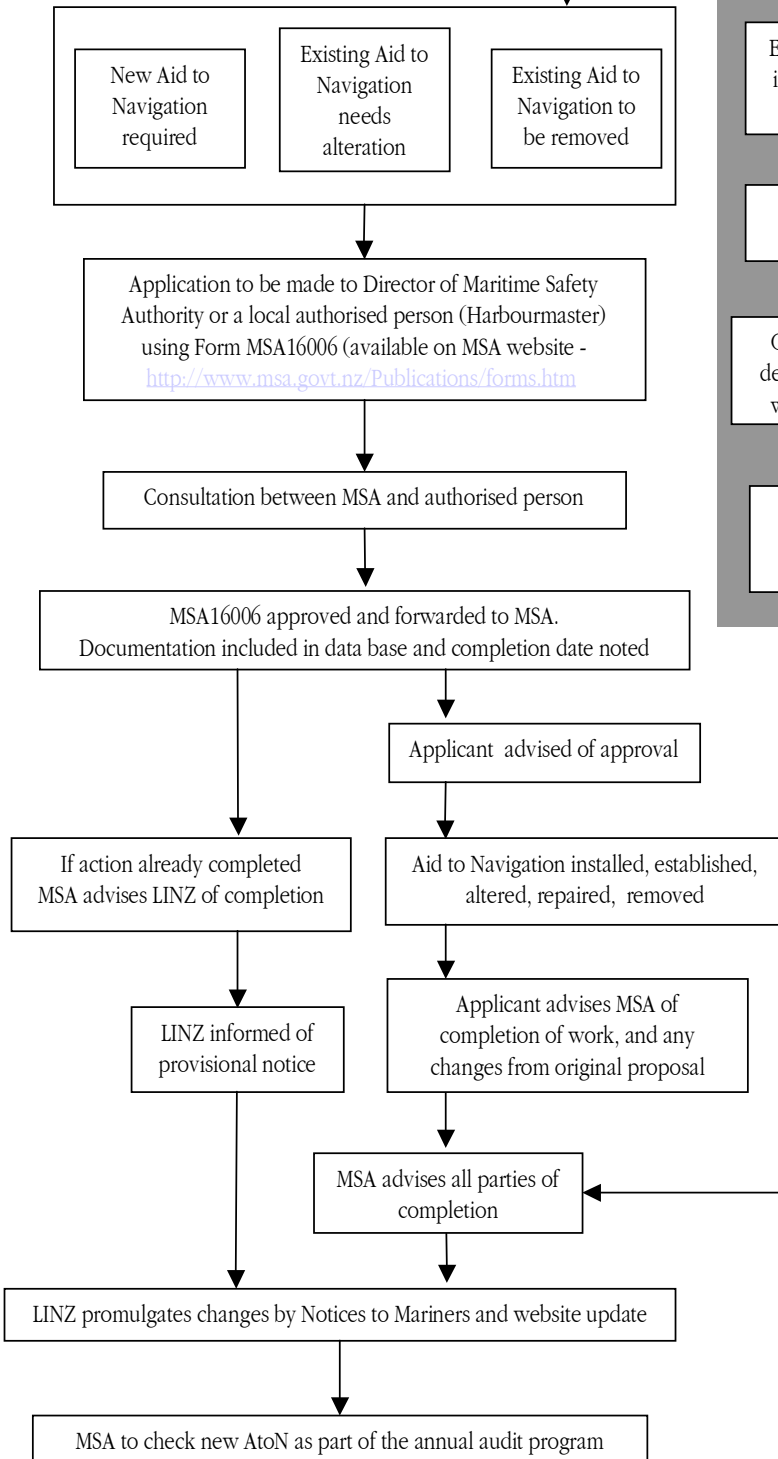 New Aid to
Navigation
required
Existing Aid to
Navigation
needs
alteration
Existing Aid to
Navigation to
be removed
Application to be made to Director of Maritime Safety
Authority or a local authorised person (Harbourmaster)
using Form MSA16006 (available on MSA website -
http://www.msa.govt.nz/Publications/forms.htm
Consultation between MSA and authorised person
MSA16006 approved and forwarded to MSA.
Documentation included in data base and completion date noted
Applicant advised of approval
If action already completed
MSA advises LINZ of completion
Aid to Navigation installed, established,
altered, repaired, removed
LINZ informed of
provisional notice
Applicant advises MSA of
completion of work, and any
changes from original proposal
MSA advises all parties of
completion
LINZ promulgates changes by Notices to Mariners and website update
MSA to check new AtoN as part of the annual audit program